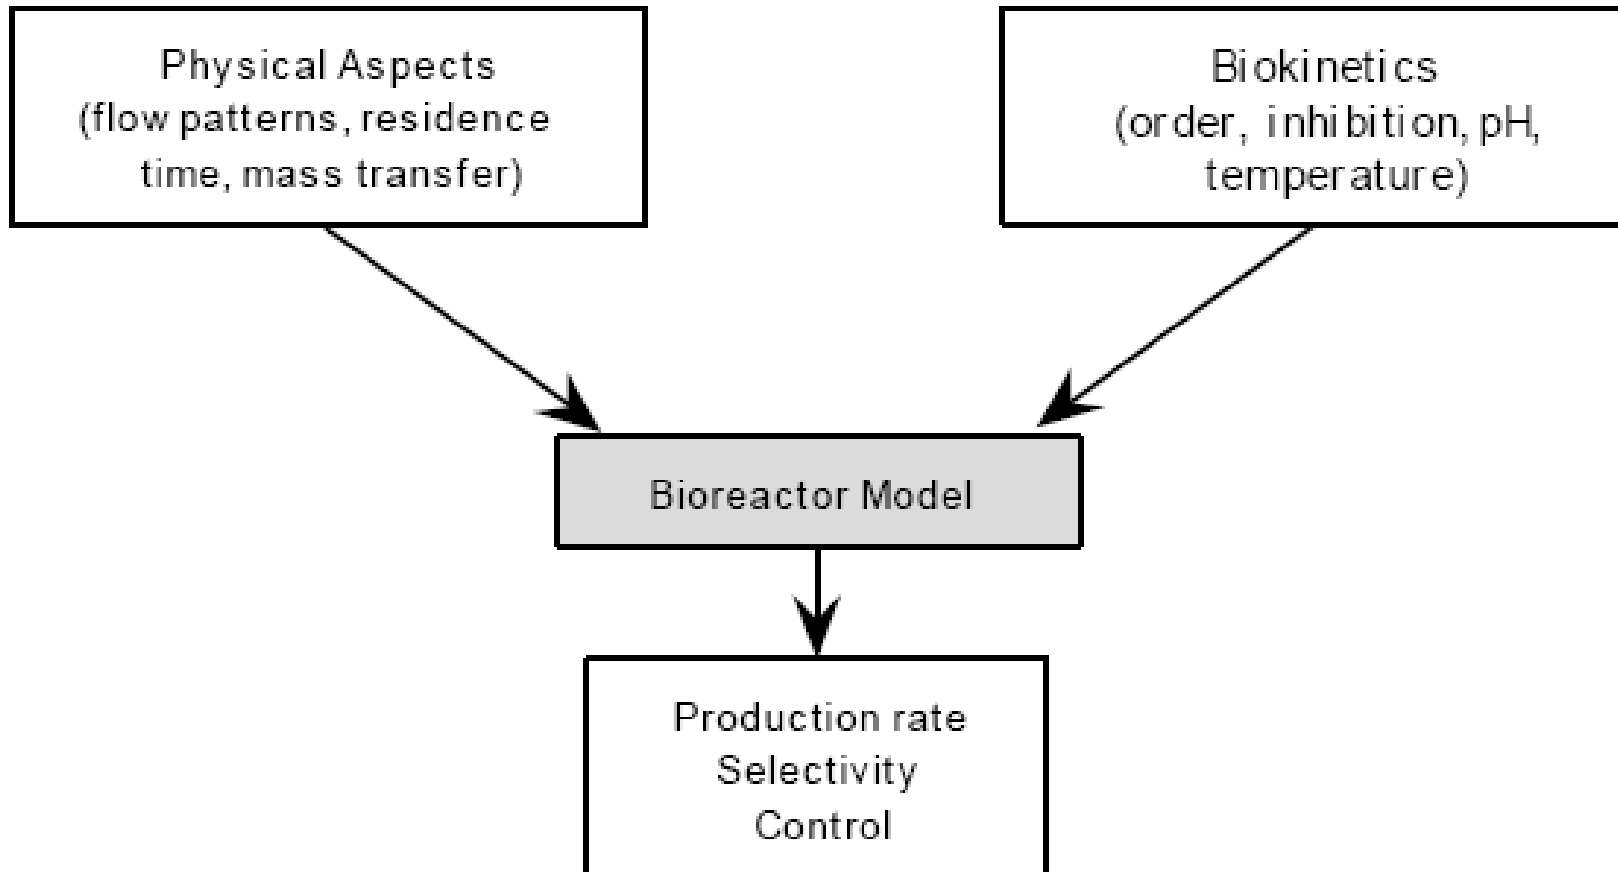 Physical Aspects
(flow patterns, residence
time, mass transfer)
Biokinetics
(order, inhibition, pH,
temperature)
Bioreactor Model
Production rate
Selectivity
Control